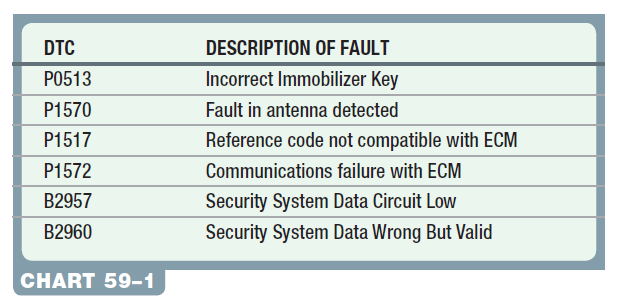 DTC DESCRIPTION OF FAULT
P0513 Incorrect Immobilizer Key
P1570 Fault in antenna detected
P1517 Reference code not compatible with ECM
P1572 Communications failure with ECM
B2957 Security System Data Circuit Low
B2960 Security System Data Wrong But Valid
CHART 59–1